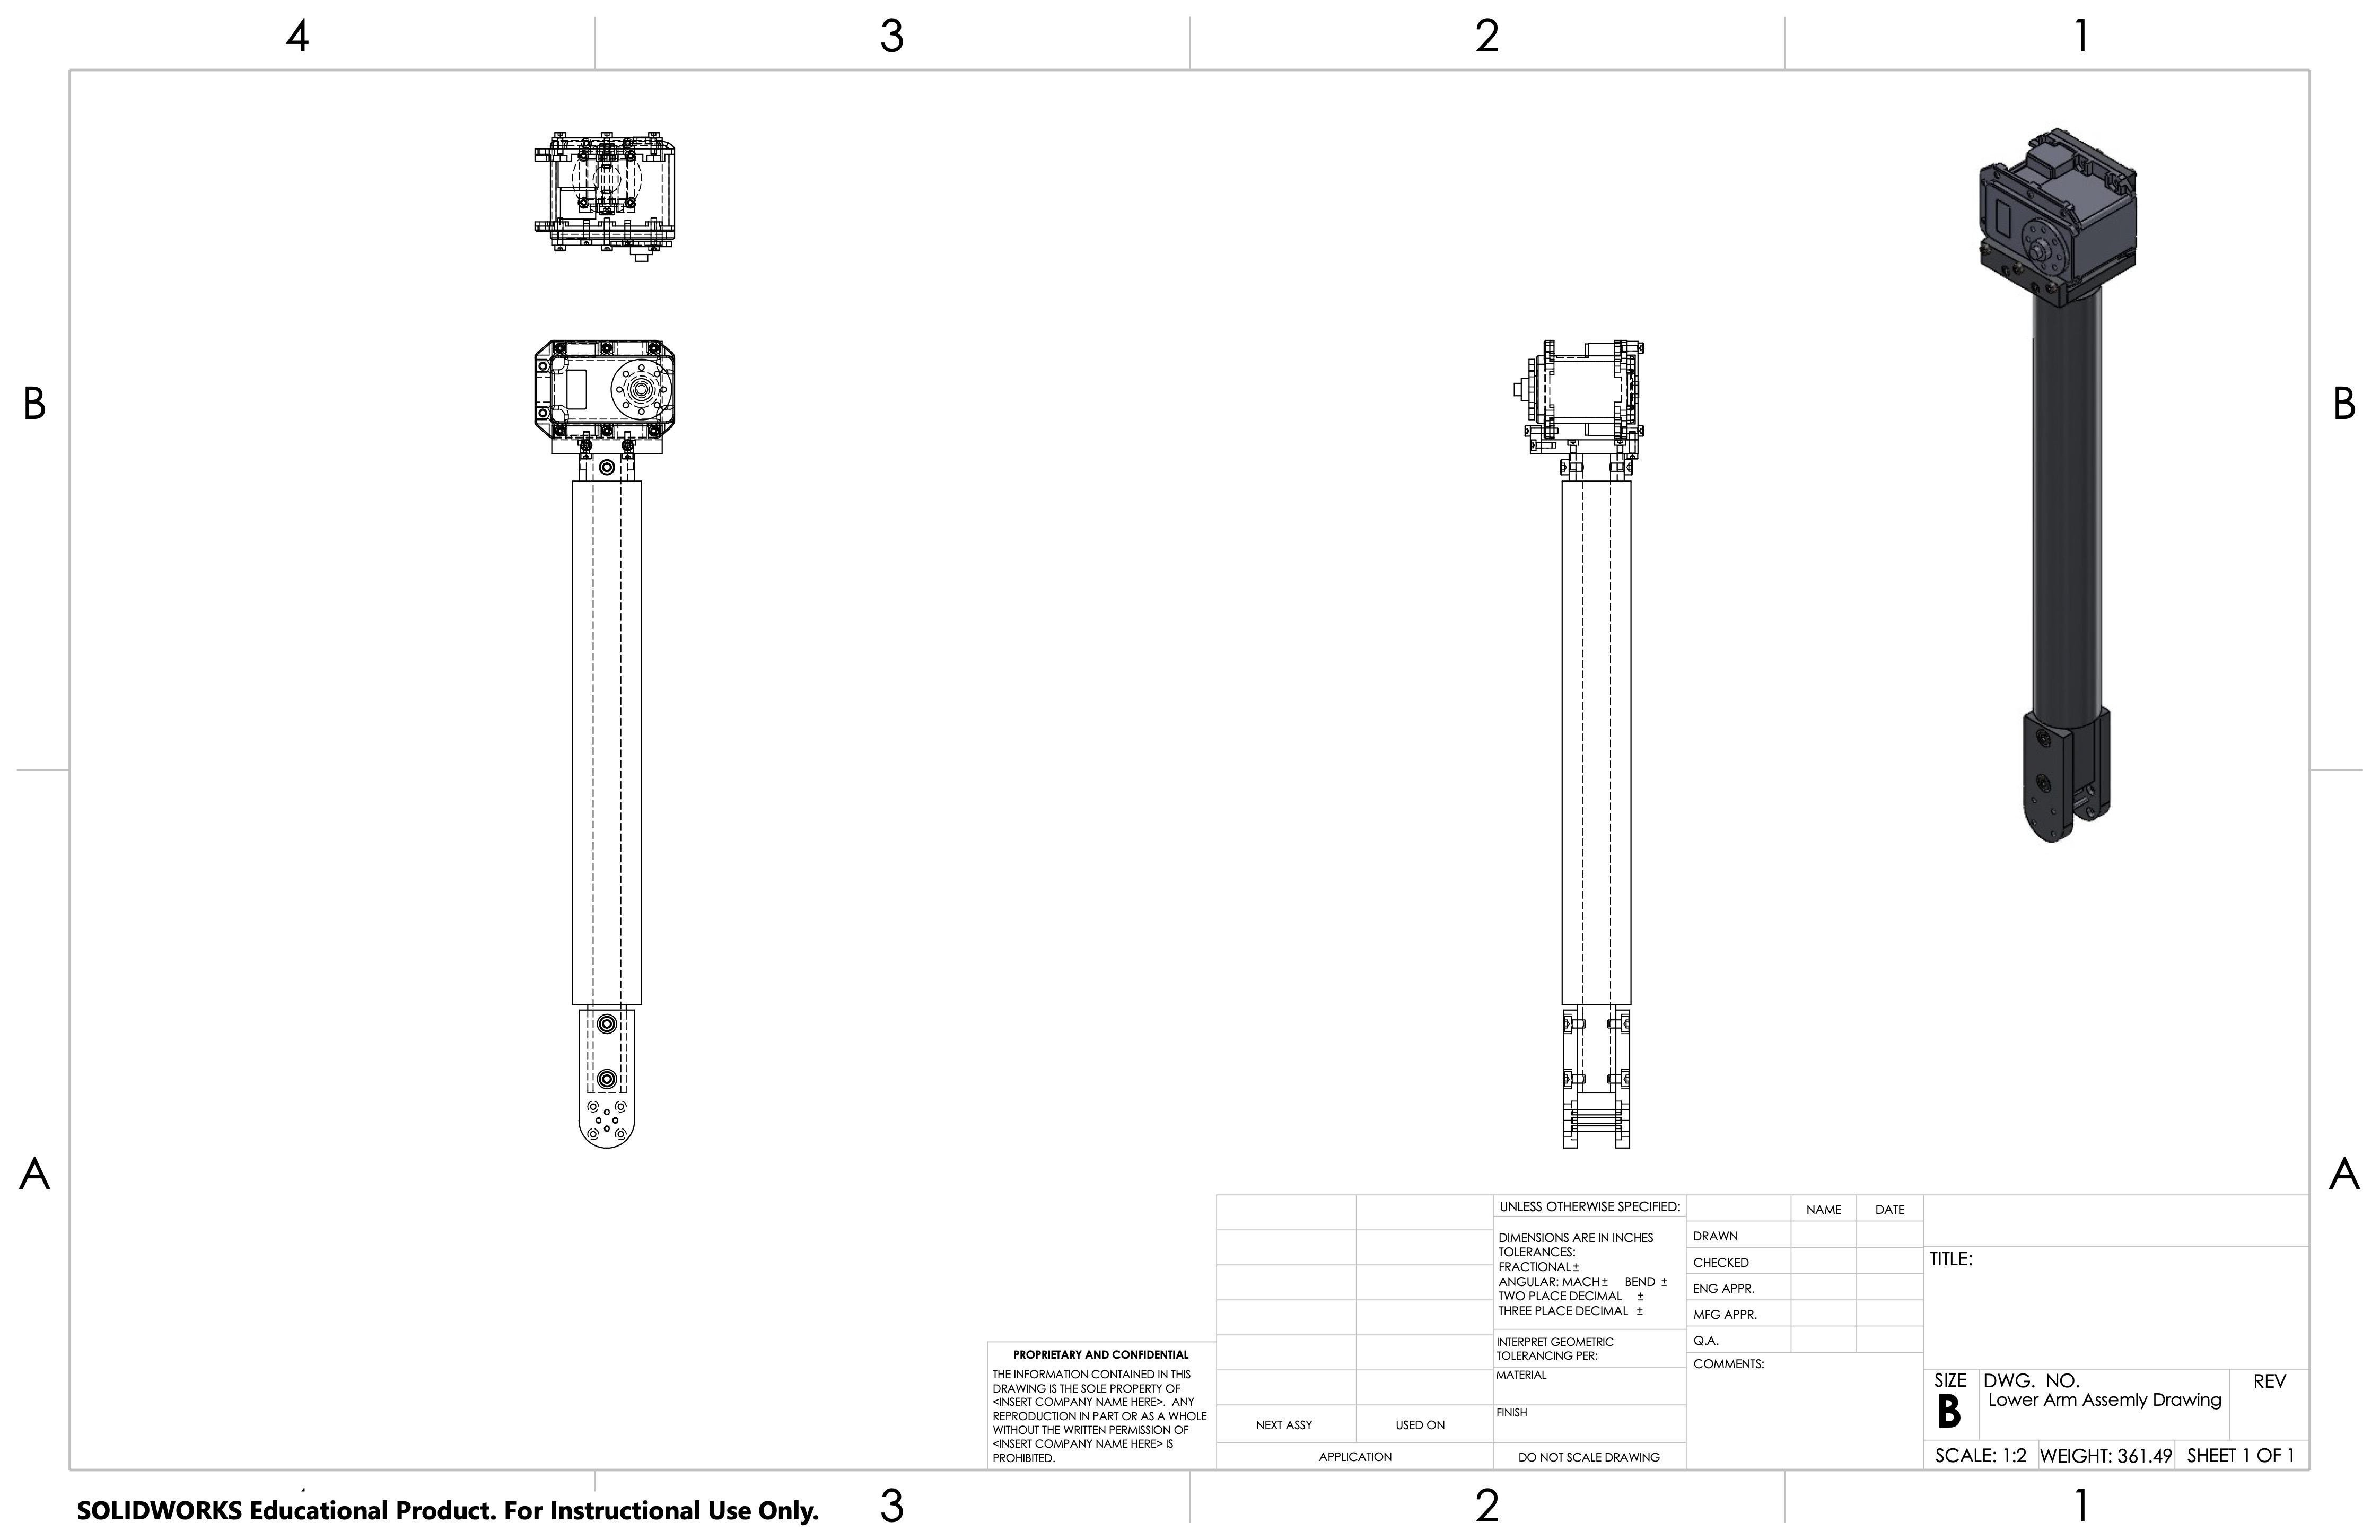 4 3 2 1
B B
A A
UNLESS OTHERWISE SPECIFIED:
DIMENSIONS ARE IN INCHES
TOLERANCES:
FRACTIONAL ±
ANGULAR: MACH ± BEND ±
TWO PLACE DECIMAL ±
THREE PLACE DECIMAL ±
INTERPRET GEOMETRIC
TOLERANCING PER:
MATERIAL
FINISH
DO NOT SCALE DRAWING
NAME DATE
DRAWN
CHECKED
ENG APPR.
MFG APPR.
Q.A.
COMMENTS:
TITLE:
SIZE DWG. NO. REV
B Lower Arm Assemly Drawing
SCALE: 1:2 WEIGHT: 361.49 SHEET 1 OF 1
PROPRIETARY AND CONFIDENTIAL
THE INFORMATION CONTAINED IN THIS
DRAWING IS THE SOLE PROPERTY OF
<INSERT COMPANY NAME HERE>. ANY
REPRODUCTION IN PART OR AS A WHOLE
WITHOUT THE WRITTEN PERMISSION OF
<INSERT COMPANY NAME HERE> IS
PROHIBITED.
NEXT ASSY USED ON
APPLICATION
SOLIDWORKS Educational Product. For Instructional Use Only.
3 2 1